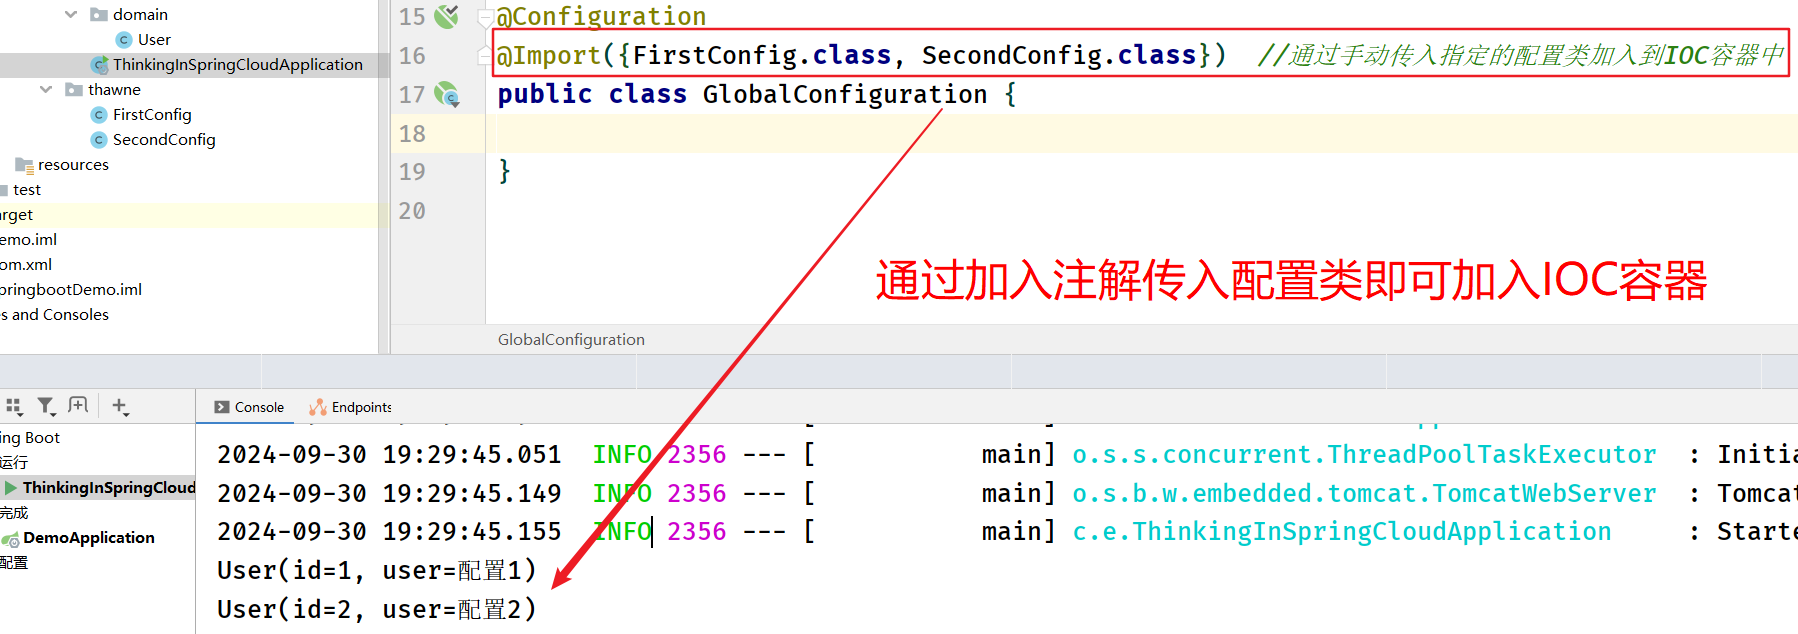 domain
User
ThinkingInSpringCloudApplication
thawne
FirstConfig
SecondConfig
resources
test
arget
emo.iml
om.xml
pringbootDemo.iml
s and Consoles
15 @Configuration
16 @Import({FirstConfig.class, SecondConfig.class}) //通过手动传入指定的配置类加入到IOC容器中
17 public class GlobalConfiguration {
18
19 }
20
通过加入注解传入配置类即可加入IOC容器
GlobalConfiguration
Console Endpoints
ing Boot
运行
ThinkingInSpringCloud
完成
DemoApplication
配置
2024-09-30 19:29:45.051 INFO 2356 --- [ main] o.s.s.concurrent.ThreadPoolTaskExecutor : Initia
2024-09-30 19:29:45.149 INFO 2356 --- [ main] o.s.b.w.embedded.tomcat.TomcatWebServer : Tomcat
2024-09-30 19:29:45.155 INFO 2356 --- [ main] c.e.ThinkingInSpringCloudApplication : Starte
User(id=1, user=配置1)
User(id=2, user=配置2)